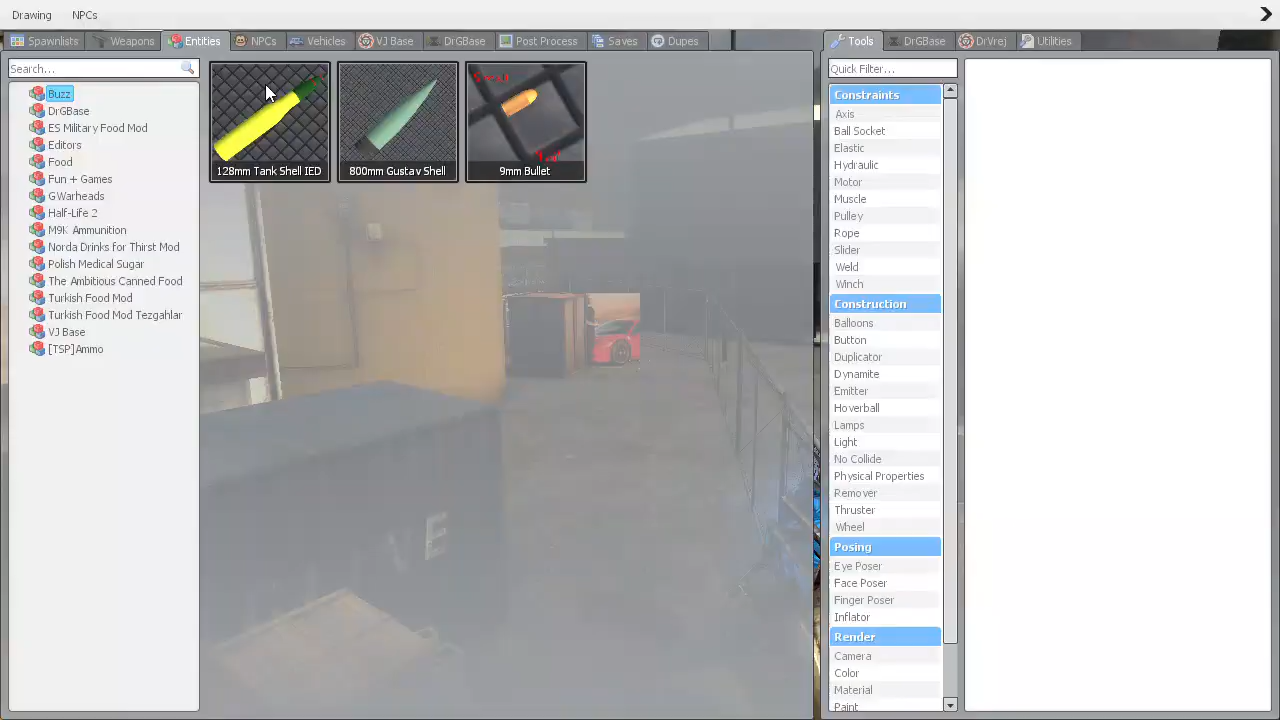 Drawing NPCs
Spawnlists Weapons Entities NPCs Vehicles VJ Base DrGBase Post Process Saves Dupes
Tools DrGBase DrVrej Utilities
Search...
Quick Filter...
Buzz
DrGBase
ES Military Food Mod
Editors
Food
Fun + Games
GWarheads
Half-Life 2
M9K Ammunition
Norda Drinks for Thirst Mod
Polish Medical Sugar
The Ambitious Canned Food
Turkish Food Mod
Turkish Food Mod Tezgahlar
VJ Base
[TSP]Ammo
128mm Tank Shell IED
800mm Gustav Shell
9mm Bullet
Constraints
Axis
Ball Socket
Elastic
Hydraulic
Motor
Muscle
Pulley
Rope
Slider
Weld
Winch
Construction
Balloons
Button
Duplicator
Dynamite
Emitter
Hoverball
Lamps
Light
No Collide
Physical Properties
Remover
Thruster
Wheel
Posing
Eye Poser
Face Poser
Finger Poser
Inflator
Render
Camera
Color
Material
Paint